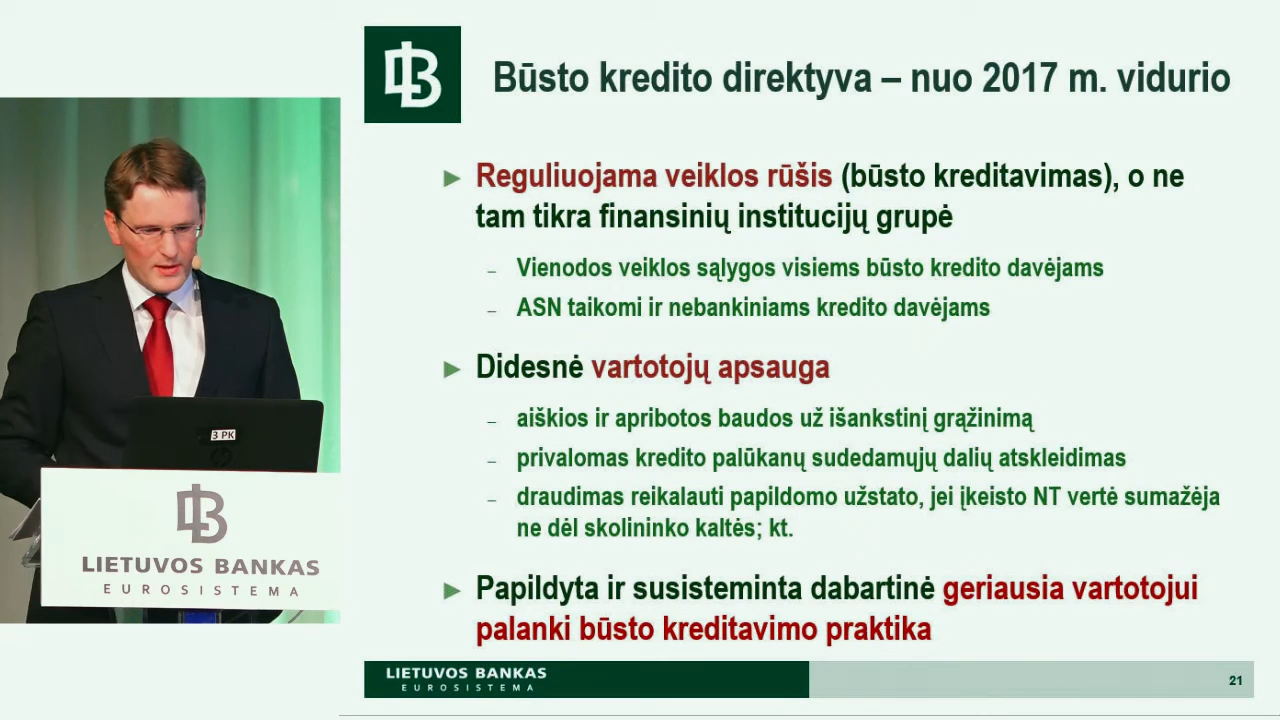 Būsto kredito direktyva – nuo 2017 m. vidurio
► Reguliuojama veiklos rūšis (būsto kreditavimas), o ne
tam tikra finansinių institucijų grupė
– Vienodos veiklos sąlygos visiems būsto kredito davėjams
– ASN taikomi ir nebankiniams kredito davėjams
► Didesnė vartotojų apsauga
– aiškios ir apribotos baudos už išankstinį grąžinimą
– privalomas kredito palūkanų sudedamųjų dalių atskleidimas
– draudimas reikalauti papildomo užstato, jei įkeisto NT vertė sumažėja
ne dėl skolininko kaltės; kt.
► Papildyta ir susisteminta dabartinė geriausia vartotojui
palanki būsto kreditavimo praktika
LIETUVOS BANKAS
EUROSISTEMA
21
3 PK
LIETUVOS BANKAS
EUROSISTEMA